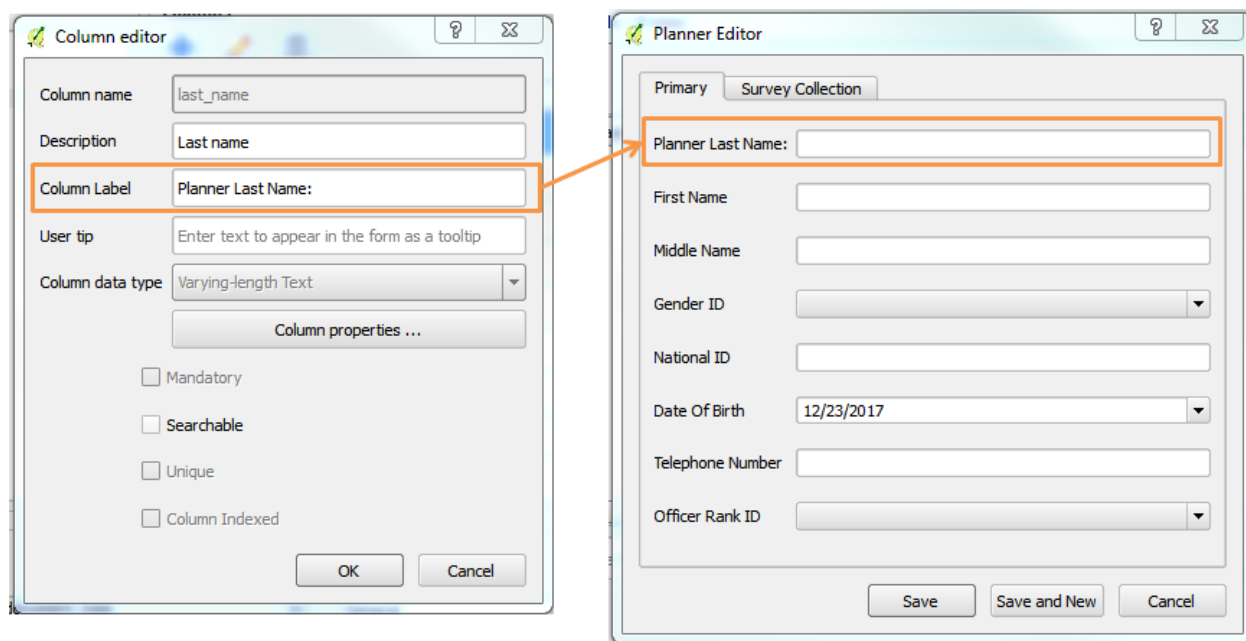 Column editor
Column name last_name
Description Last name
Column Label Planner Last Name:
User tip Enter text to appear in the form as a tooltip
Column data type Varying-length Text
Column properties ...
Mandatory
Searchable
Unique
Column Indexed
OK Cancel
Planner Editor
Primary Survey Collection
Planner Last Name:
First Name
Middle Name
Gender ID
National ID
Date Of Birth 12/23/2017
Telephone Number
Officer Rank ID
Save Save and New Cancel